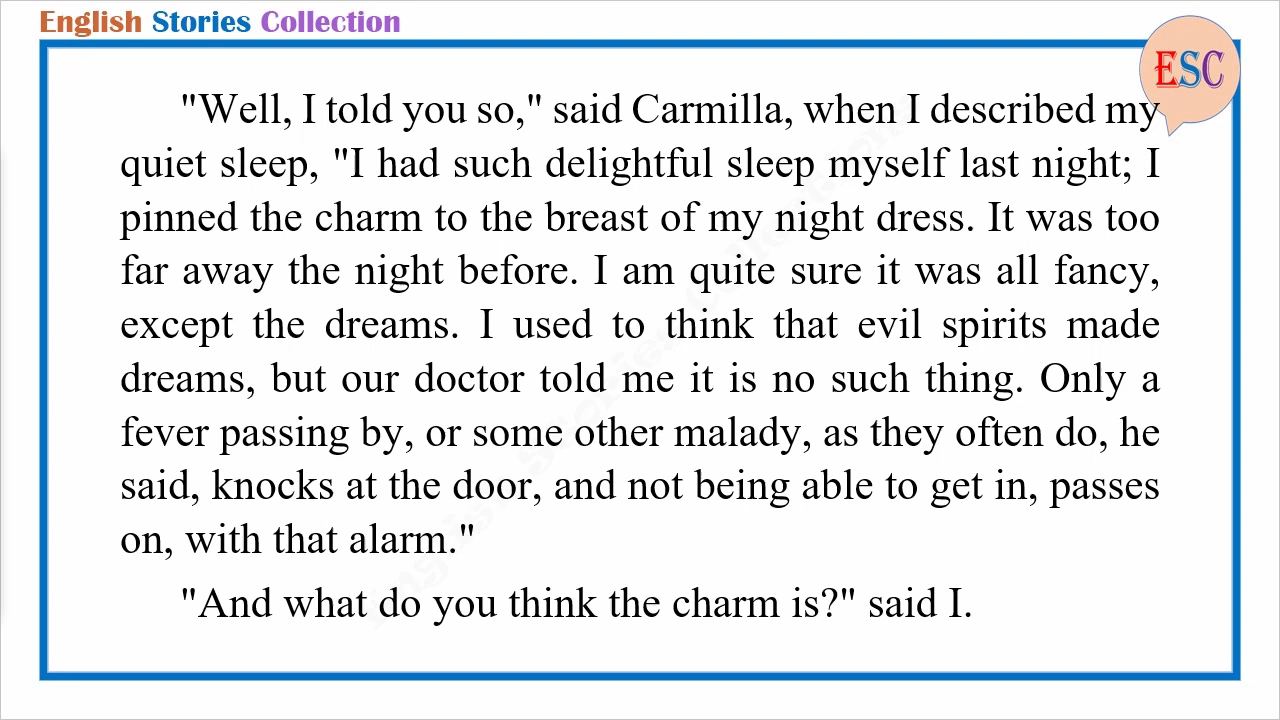 English Stories Collection
ESC
"Well, I told you so," said Carmilla, when I described my
quiet sleep, "I had such delightful sleep myself last night; I
pinned the charm to the breast of my night dress. It was too
far away the night before. I am quite sure it was all fancy,
except the dreams. I used to think that evil spirits made
dreams, but our doctor told me it is no such thing. Only a
fever passing by, or some other malady, as they often do, he
said, knocks at the door, and not being able to get in, passes
on, with that alarm."
"And what do you think the charm is?" said I.